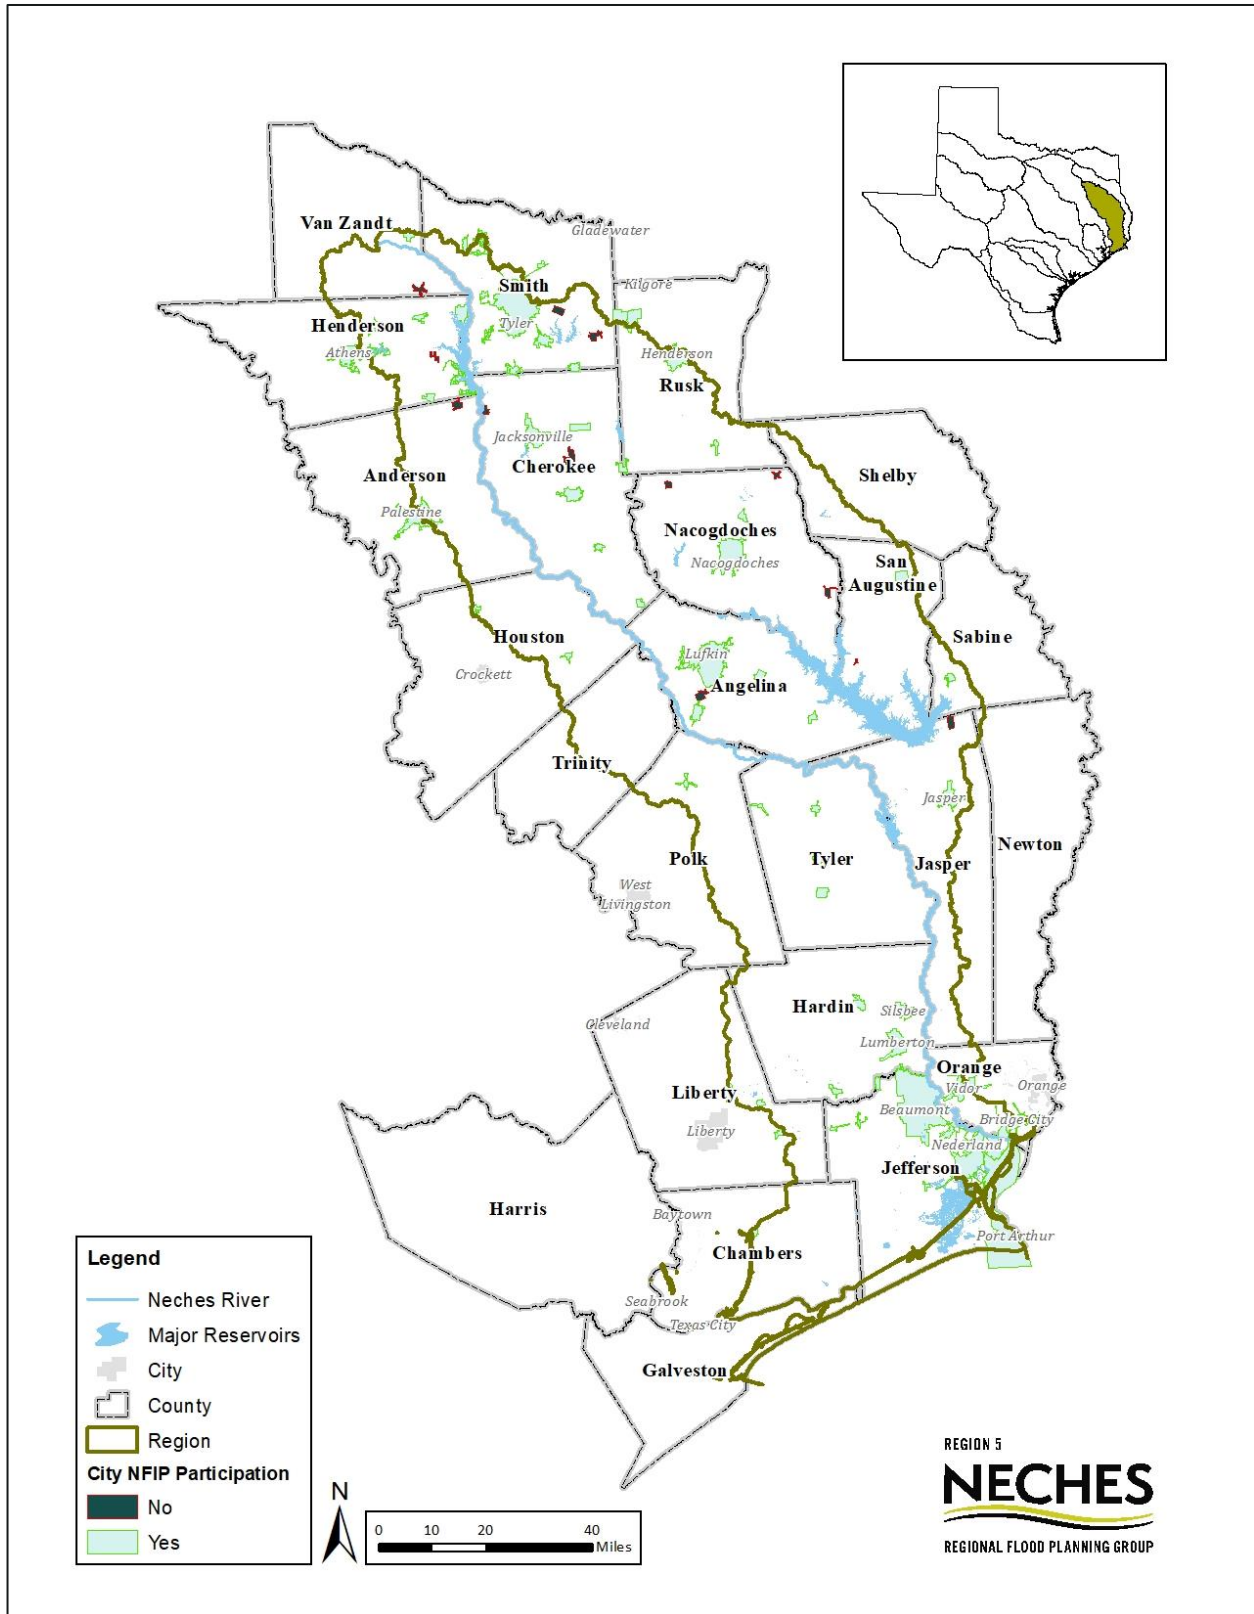 Van Zandt
Gladewater
Smith
Kilgore
Henderson
Tyler
Athens
Henderson
Rusk
Jacksonville
Cherokee
Anderson
Shelby
Palestine
Nacogdoches
Nacogdoches
San
Augustine
Houston
Sabine
Lufkin
Crockett
Angelina
Trinity
Jasper
Newton
Polk
Tyler
Jasper
West
Livingston
Hardin
Silsbee
Cleveland
Lumberton
Orange
Vidor
Orange
Liberty
Beaumont
Bridge City
Liberty
Nederland
Jefferson
Harris
Baytown
Port Arthur
Chambers
Seabrook
Texas City
Galveston
Legend
Neches River
Major Reservoirs
City
County
Region
City NFIP Participation
No
Yes
N
0 10 20 40
Miles
REGION 5
NECHES
REGIONAL FLOOD PLANNING GROUP